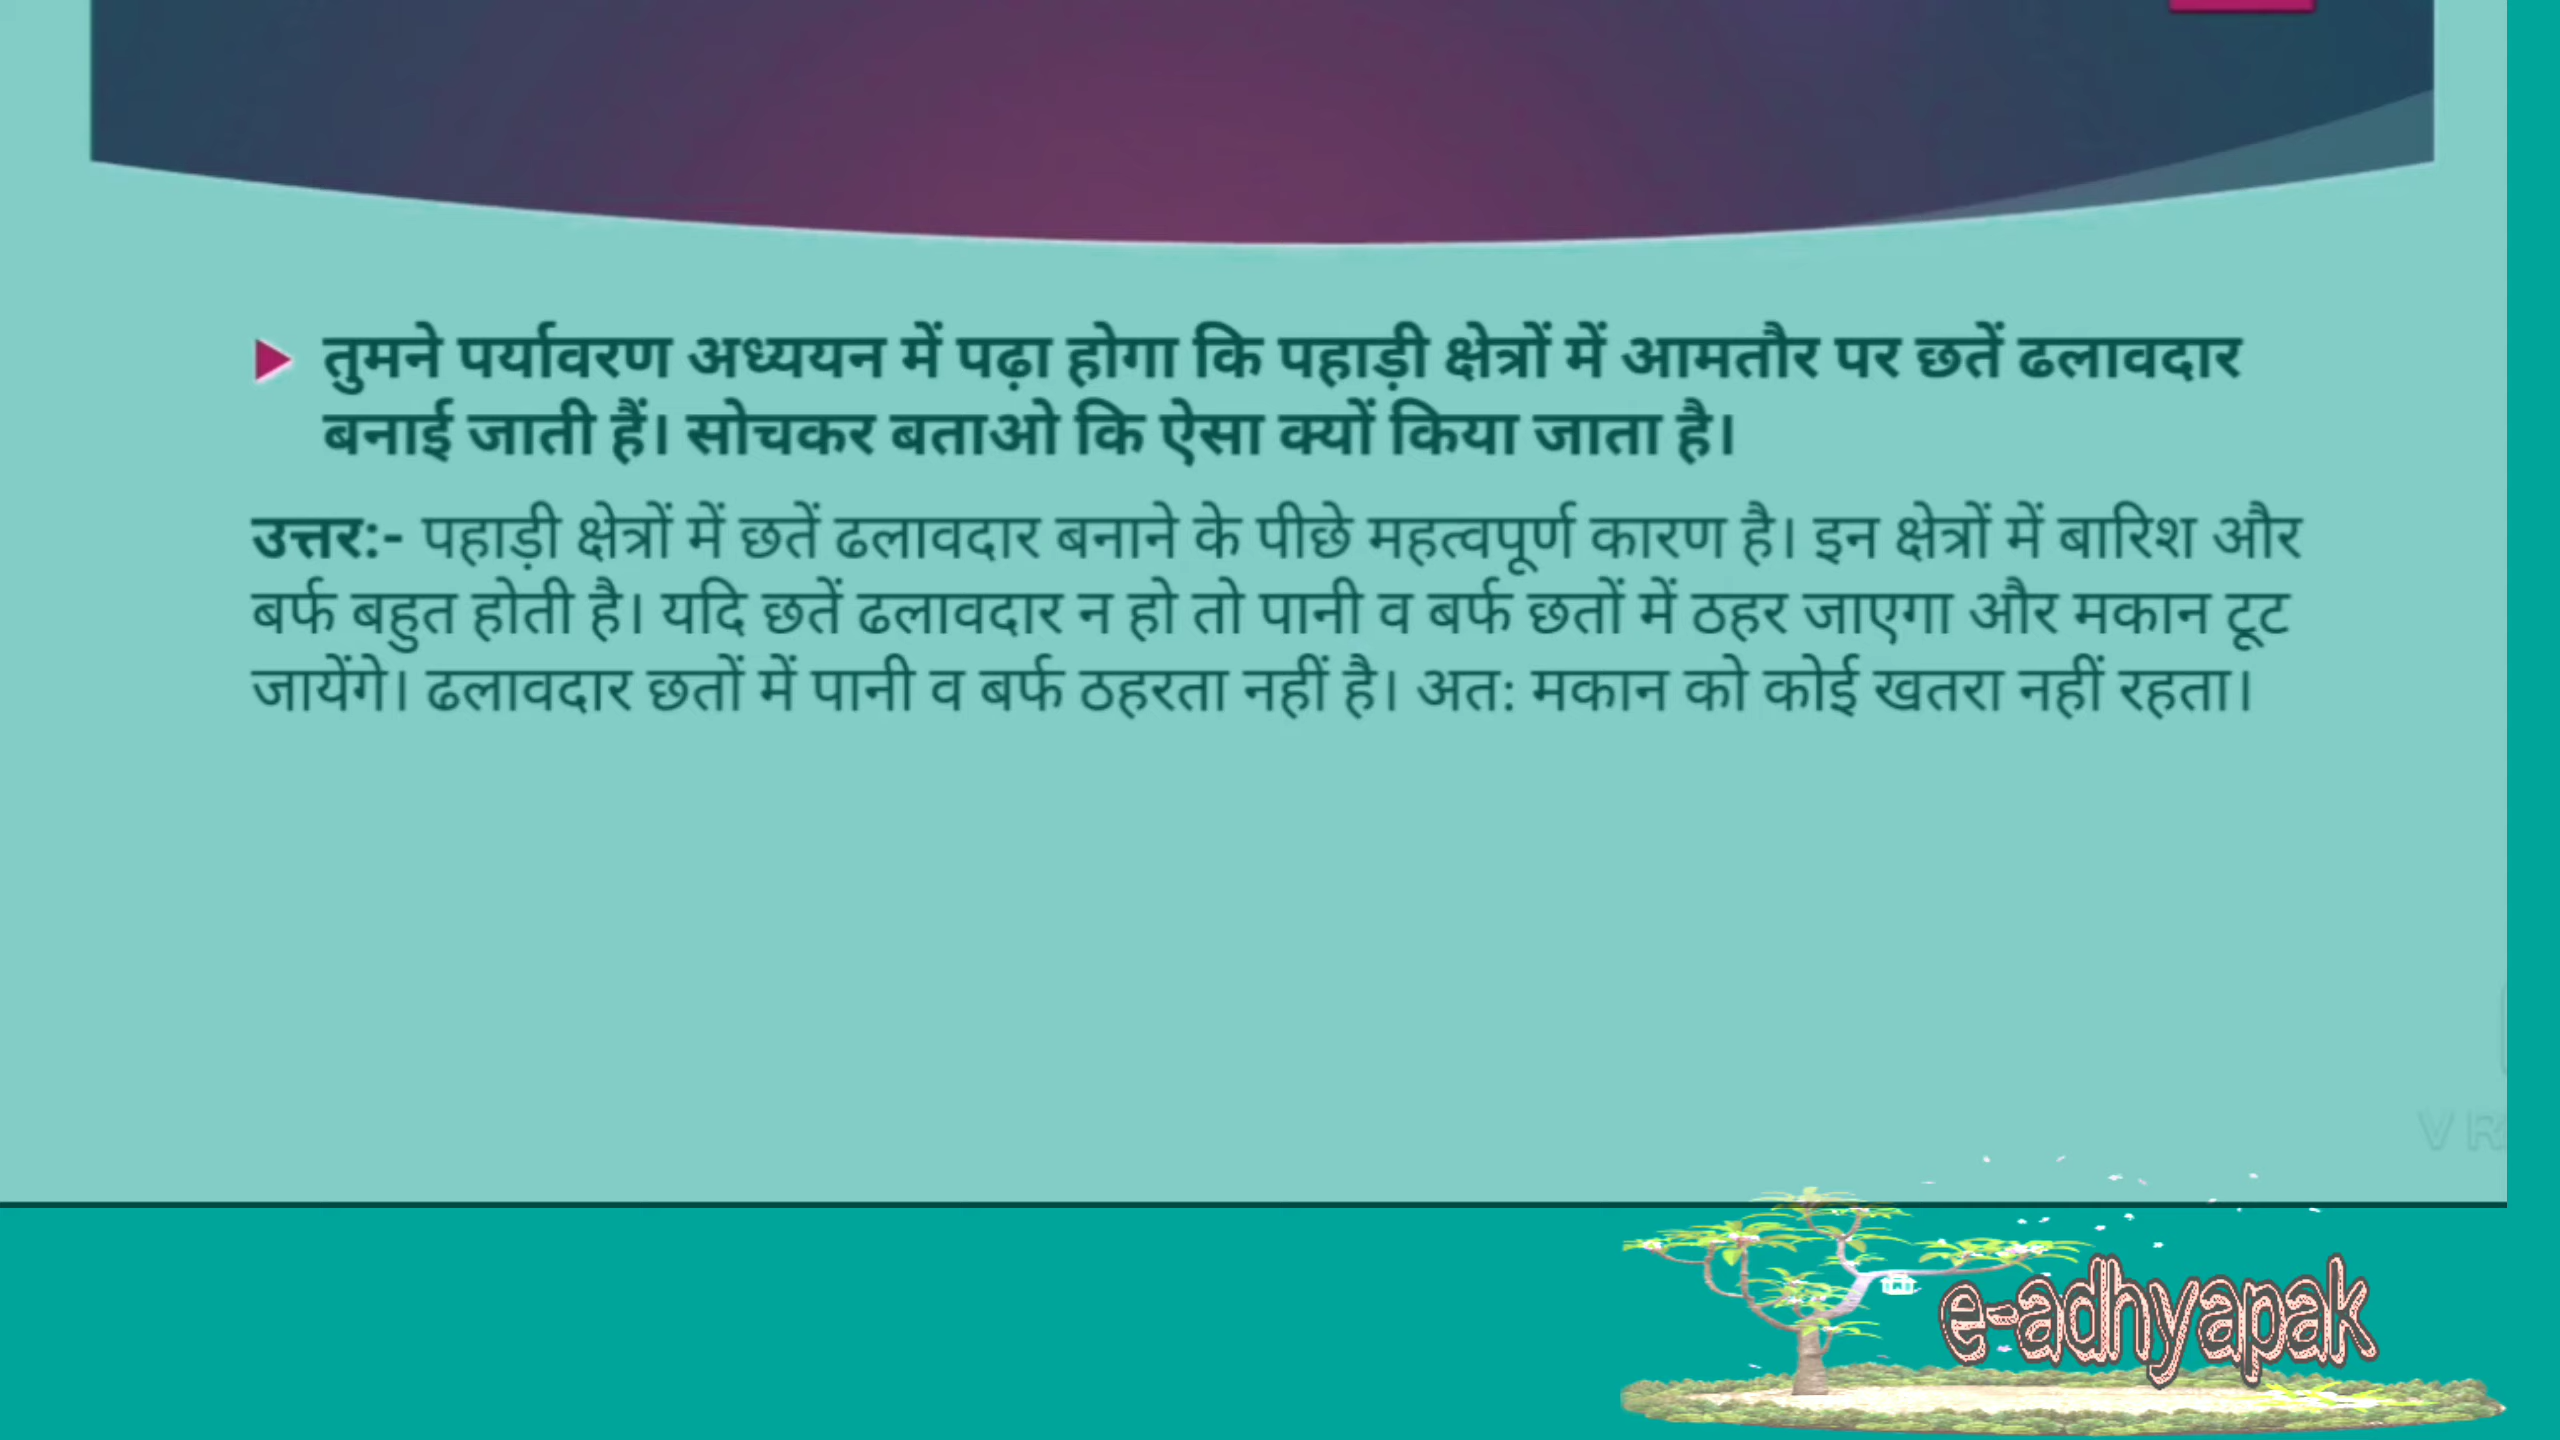 तुमने पर्यावरण अध्ययन में पढ़ा होगा कि पहाड़ी क्षेत्रों में आमतौर पर छतें ढलावदार
बनाई जाती हैं। सोचकर बताओ कि ऐसा क्यों किया जाता है।
उत्तर:- पहाड़ी क्षेत्रों में छतें ढलावदार बनाने के पीछे महत्वपूर्ण कारण है। इन क्षेत्रों में बारिश और
बर्फ बहुत होती है। यदि छतें ढलावदार न हो तो पानी व बर्फ छतों में ठहर जाएगा और मकान टूट
जायेंगे। ढलावदार छतों में पानी व बर्फ ठहरता नहीं है। अत: मकान को कोई खतरा नहीं रहता।
VR
e-adhyapak